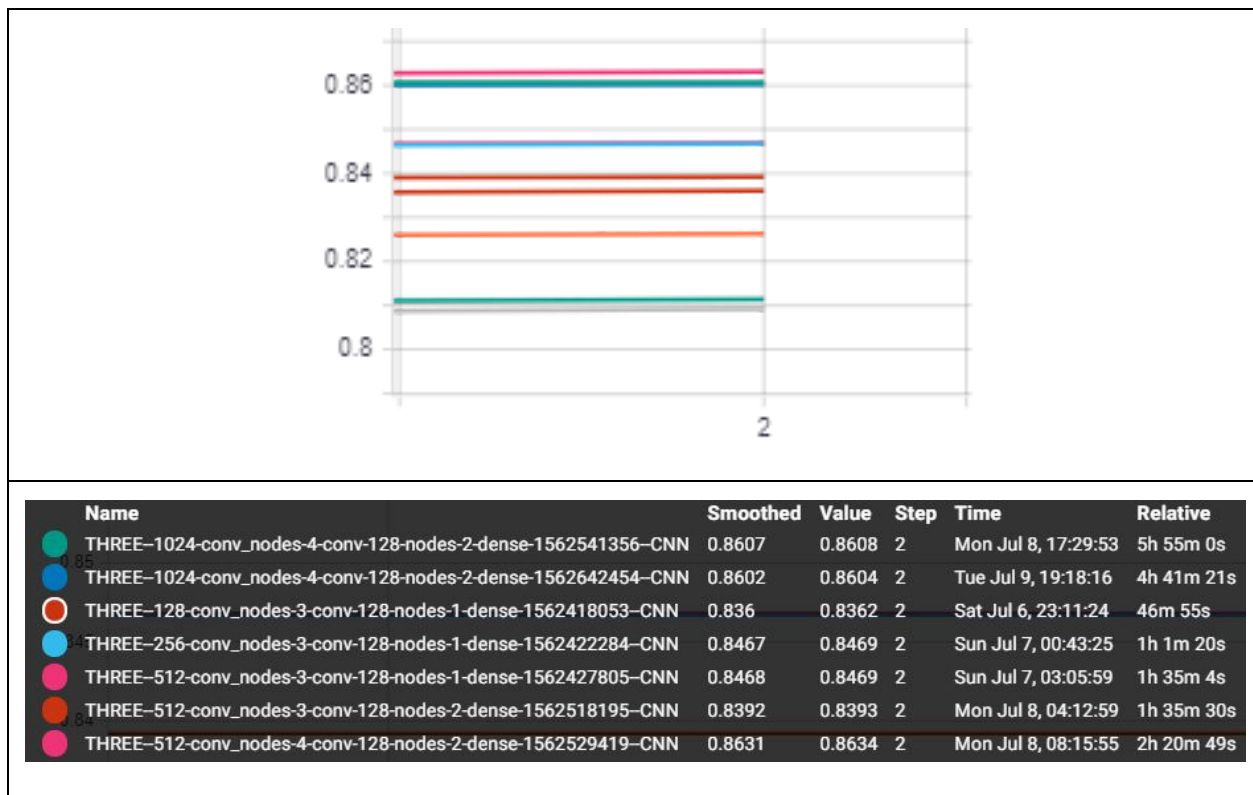 0.86
0.84
0.82
0.8
2
Name Smoothed Value Step Time Relative
THREE--1024-conv_nodes-4-conv-128-nodes-2-dense-1562541356--CNN 0.8607 0.8608 2 Mon Jul 8, 17:29:53 5h 55m 0s
THREE--1024-conv_nodes-4-conv-128-nodes-2-dense-1562642454--CNN 0.8602 0.8604 2 Tue Jul 9, 19:18:16 4h 41m 21s
THREE--128-conv_nodes-3-conv-128-nodes-1-dense-1562418053--CNN 0.836 0.8362 2 Sat Jul 6, 23:11:24 46m 55s
THREE--256-conv_nodes-3-conv-128-nodes-1-dense-1562422284--CNN 0.8467 0.8469 2 Sun Jul 7, 00:43:25 1h 1m 20s
THREE--512-conv_nodes-3-conv-128-nodes-1-dense-1562427805--CNN 0.8468 0.8469 2 Sun Jul 7, 03:05:59 1h 35m 4s
THREE--512-conv_nodes-3-conv-128-nodes-2-dense-1562518195--CNN 0.8392 0.8393 2 Mon Jul 8, 04:12:59 1h 35m 30s
THREE--512-conv_nodes-4-conv-128-nodes-2-dense-1562529419--CNN 0.8631 0.8634 2 Mon Jul 8, 08:15:55 2h 20m 49s